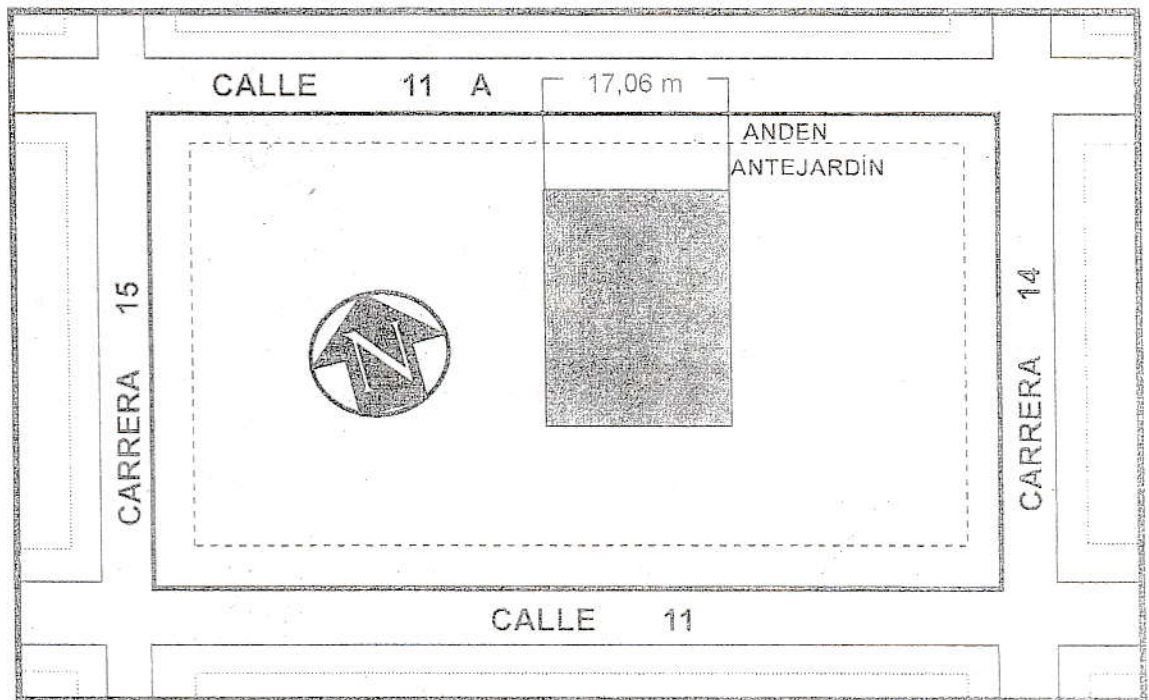 CALLE 11 A
17,06 m
ANDEN
ANTEJARDÍN
CARRERA 15
N
CARRERA 14
CALLE 11